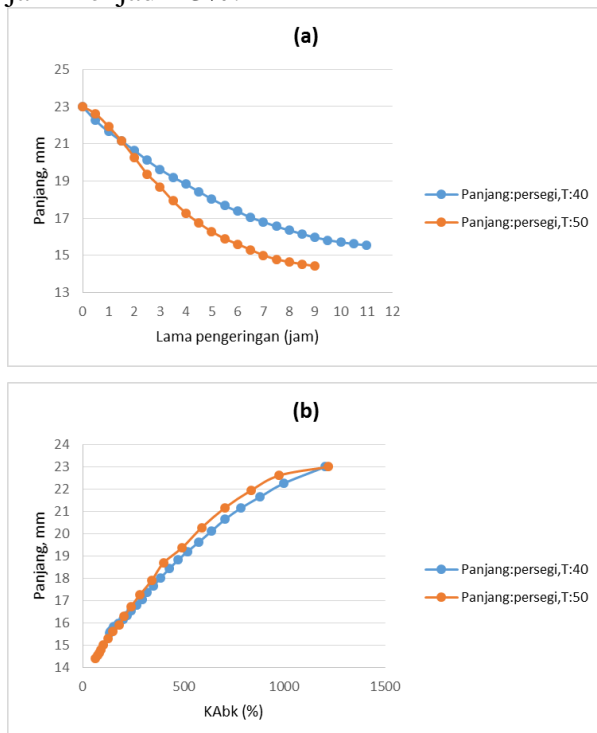 (a)
25
23
21
19
17
15
13
Panjang, mm
0 1 2 3 4 5 6 7 8 9 10 11 12
Lama pengeringan (jam)
Panjang:persegi,T:40
Panjang:persegi,T:50
(b)
24
23
22
21
20
19
18
17
16
15
14
Panjang, mm
0 500 1000 1500
KAbk (%)
Panjang:persegi,T:40
Panjang:persegi,T:50